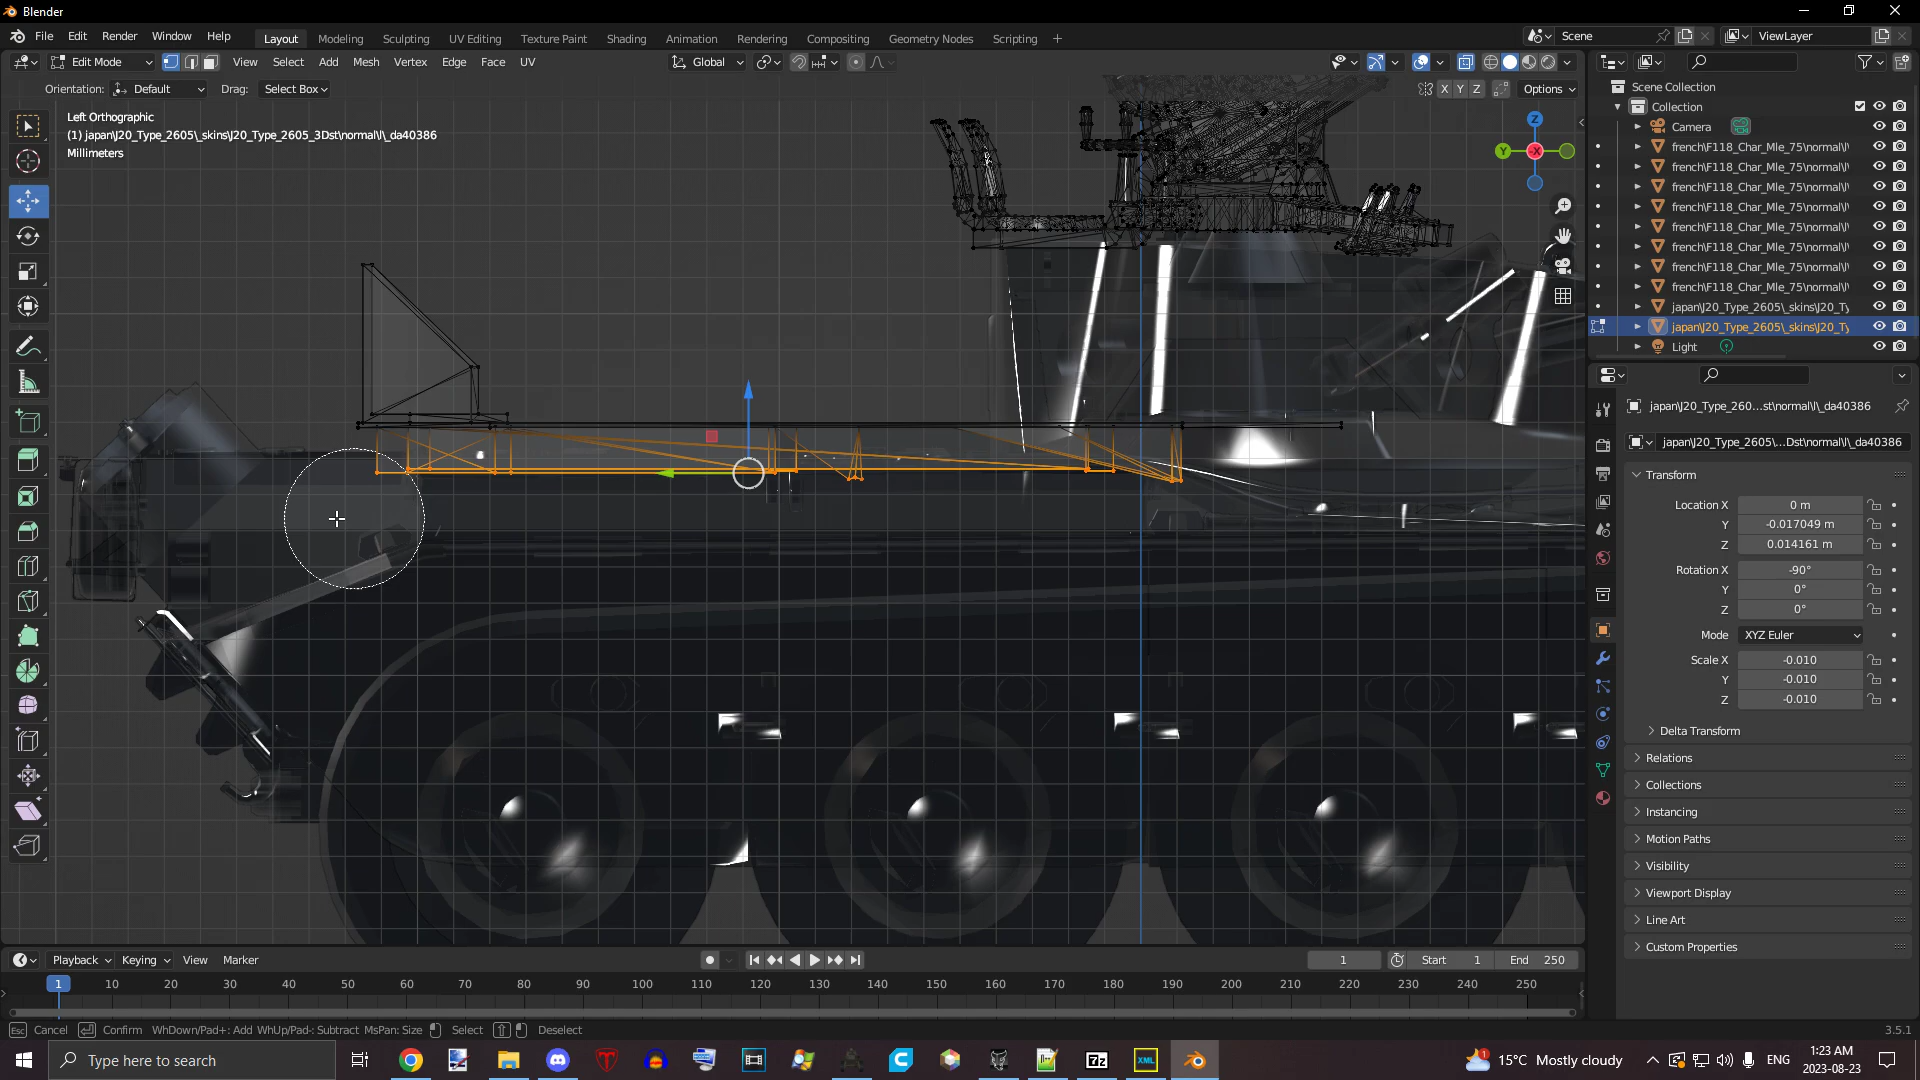 Blender
File Edit Render Window Help
Layout Modeling Sculpting UV Editing Texture Paint Shading Animation Rendering Compositing Geometry Nodes Scripting +
Scene
ViewLayer
Edit Mode View Select Add Mesh Vertex Edge Face UV
Global
Orientation: Default Drag: Select Box
X Y Z Options
Left Orthographic
(1) japan\J20_Type_2605\_skins\J20_Type_2605_3Dst\normal\l\_da40386
Millimeters
Z
Y
-X
Scene Collection
Collection
Camera
french\F118_Char_Mle_75\normal\l\
french\F118_Char_Mle_75\normal\l\
french\F118_Char_Mle_75\normal\l\
french\F118_Char_Mle_75\normal\l\
french\F118_Char_Mle_75\normal\l\
french\F118_Char_Mle_75\normal\l\
french\F118_Char_Mle_75\normal\l\
french\F118_Char_Mle_75\normal\l\
japan\J20_Type_2605\_skins\J20_Ty
japan\J20_Type_2605\_skins\J20_Ty
Light
japan\J20_Type_260...st\normal\l\_da40386
japan\J20_Type_2605\...Dst\normal\l\_da40386
Transform
Location X 0 m
Y -0.017049 m
Z 0.014161 m
Rotation X -90°
Y 0°
Z 0°
Mode XYZ Euler
Scale X -0.010
Y -0.010
Z -0.010
Delta Transform
Relations
Collections
Instancing
Motion Paths
Visibility
Viewport Display
Line Art
Custom Properties
Playback Keying View Marker
1 Start 1 End 250
1 10 20 30 40 50 60 70 80 90 100 110 120 130 140 150 160 170 180 190 200 210 220 230 240 250
Esc Cancel Confirm WhDown/Pad+: Add WhUp/Pad-: Subtract MsPan: Size Select Deselect
3.5.1
Type here to search
7z
XML
1
15°C Mostly cloudy
ENG
1:23 AM
2023-08-23